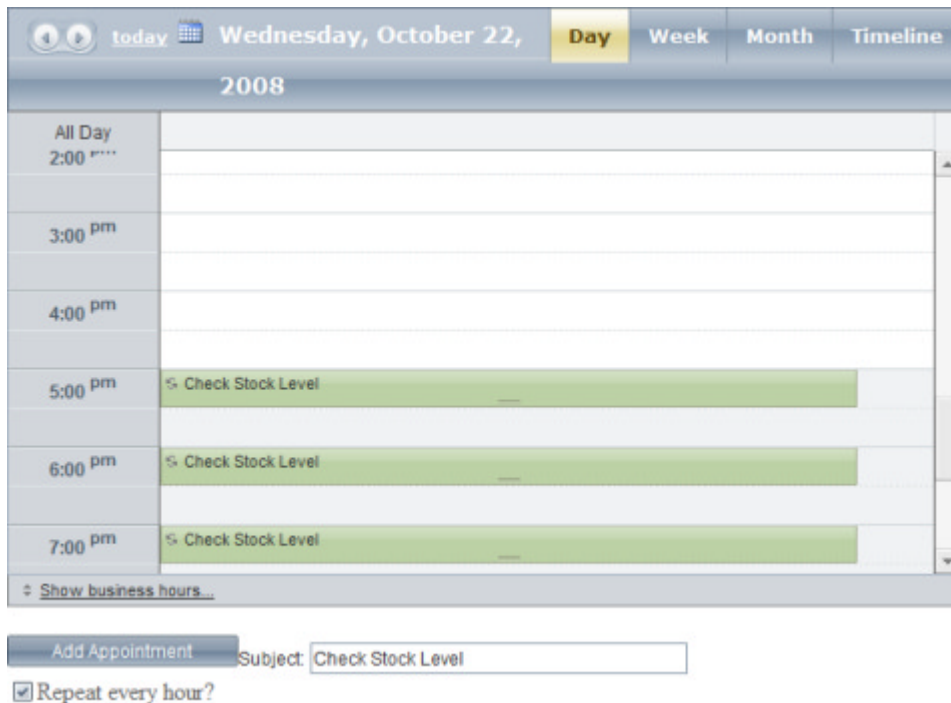 today Wednesday, October 22, Day Week Month Timeline
2008
All Day
2:00
3:00 pm
4:00 pm
5:00 pm Check Stock Level
6:00 pm Check Stock Level
7:00 pm Check Stock Level
Show business hours...
Add Appointment Subject: Check Stock Level
Repeat every hour?